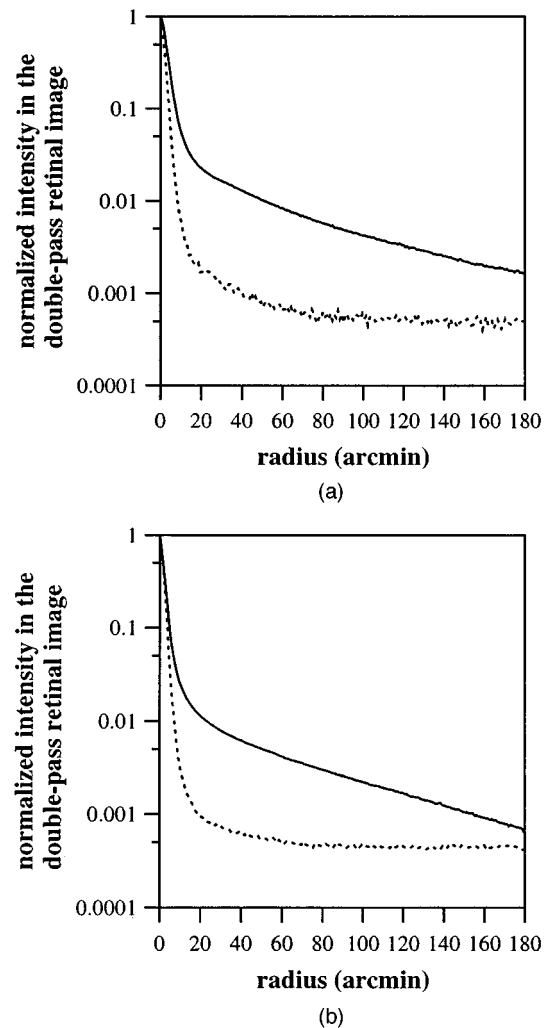 normalized intensity in the
double-pass retinal image
1
0.1
0.01
0.001
0.0001
0 20 40 60 80 100 120 140 160 180
radius (arcmin)
(a)
normalized intensity in the
double-pass retinal image
1
0.1
0.01
0.001
0.0001
0 20 40 60 80 100 120 140 160 180
radius (arcmin)
(b)